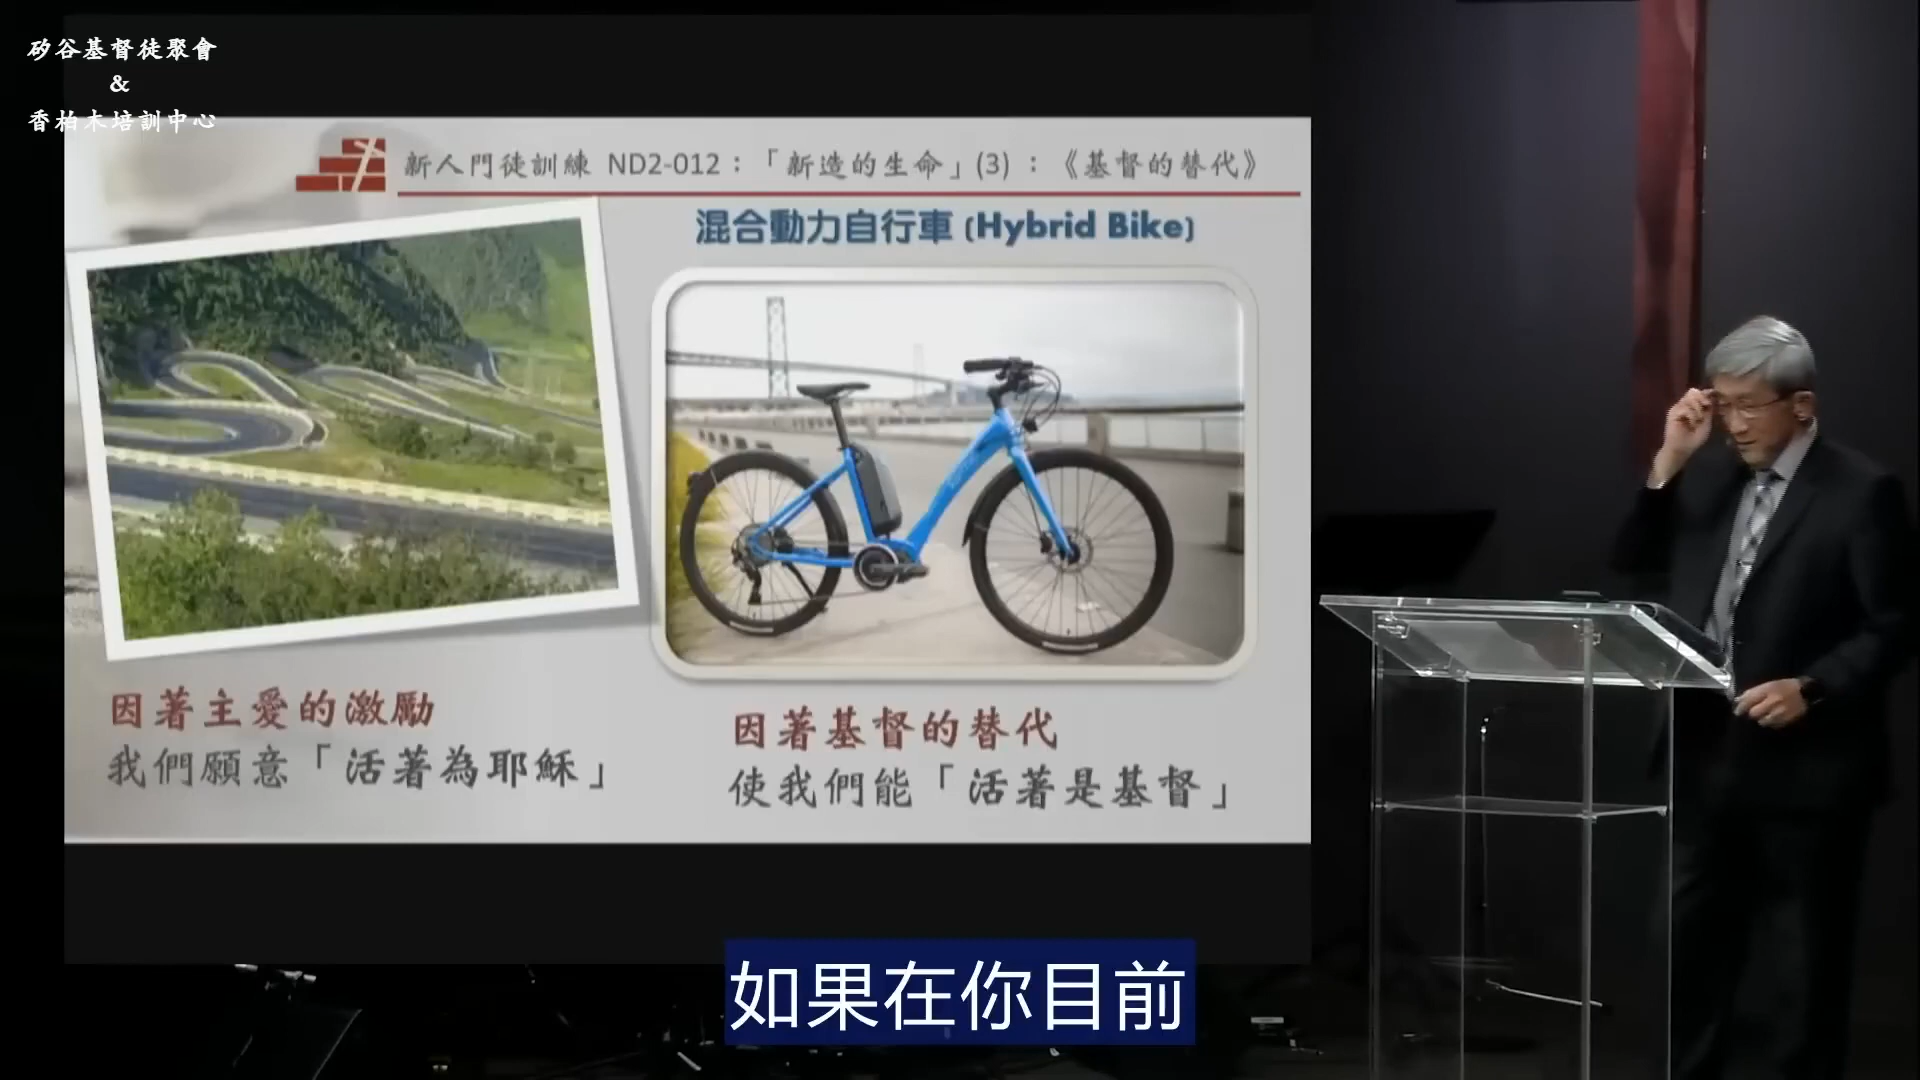 矽谷基督徒聚會
&
香柏木培訓中心
新人門徒訓練 ND2-012：「新造的生命」(3)：《基督的替代》
混合動力自行車 (Hybrid Bike)
因著主愛的激勵
我們願意「活著為耶穌」
因著基督的替代
使我們能「活著是基督」
如果在你目前